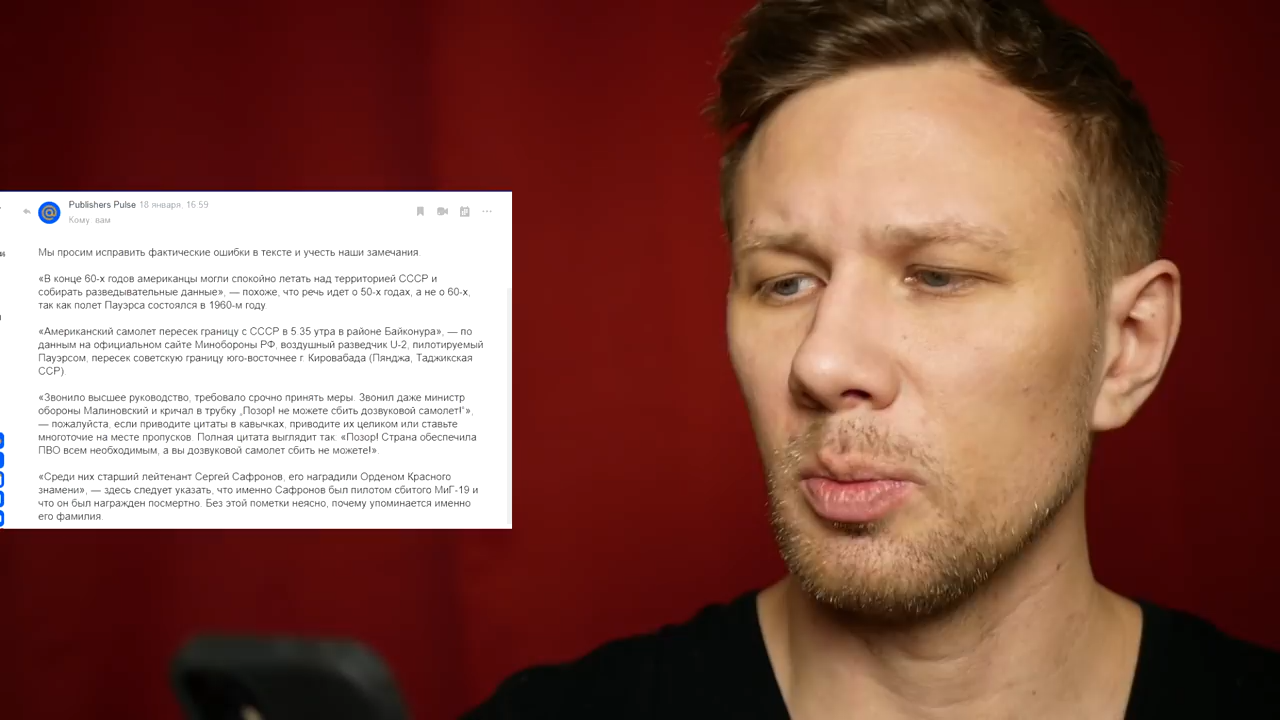 Publishers Pulse 18 января, 16:59
Кому: вам
Мы просим исправить фактические ошибки в тексте и учесть наши замечания.
«В конце 60-х годов американцы могли спокойно летать над территорией СССР и
собирать разведывательные данные», — похоже, что речь идет о 50-х годах, а не о 60-х,
так как полет Пауэрса состоялся в 1960-м году.
«Американский самолет пересек границу с СССР в 5.35 утра в районе Байконура», — по
данным на официальном сайте Минобороны РФ, воздушный разведчик U-2, пилотируемый
Пауэрсом, пересек советскую границу юго-восточнее г. Кировабада (Пянджа, Таджикская
ССР).
«Звонило высшее руководство, требовало срочно принять меры. Звонил даже министр
обороны Малиновский и кричал в трубку „Позор! не можете сбить дозвуковой самолет!“»,
— пожалуйста, если приводите цитаты в кавычках, приводите их целиком или ставьте
многоточие на месте пропусков. Полная цитата выглядит так: «Позор! Страна обеспечила
ПВО всем необходимым, а вы дозвуковой самолет сбить не можете!».
«Среди них старший лейтенант Сергей Сафронов, его наградили Орденом Красного
знамени», — здесь следует указать, что именно Сафронов был пилотом сбитого МиГ-19 и
что он был награжден посмертно. Без этой пометки неясно, почему упоминается именно
его фамилия.